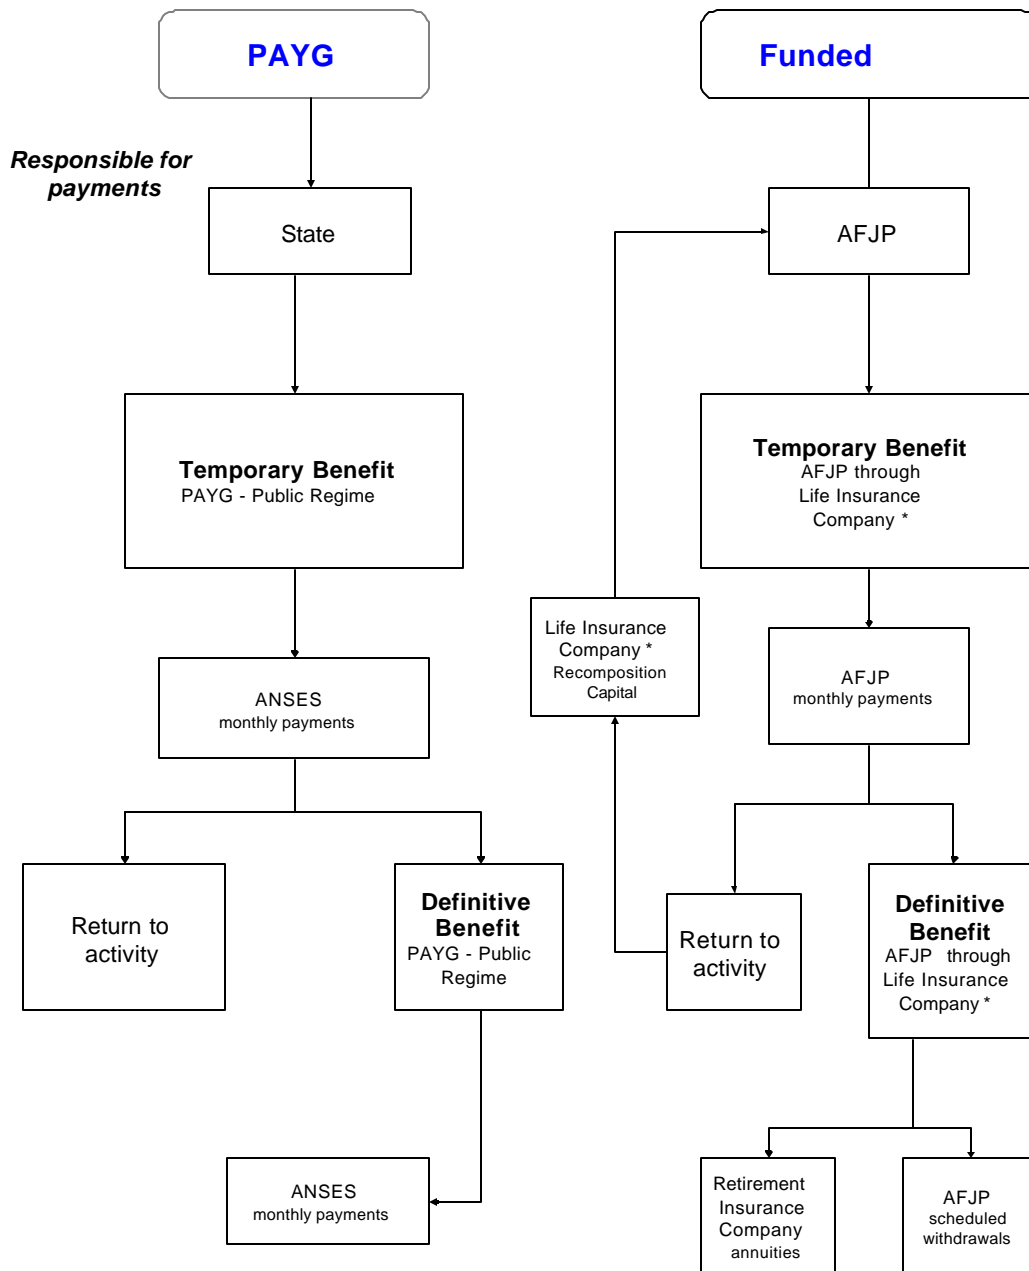 PAYG
Funded
Responsible for
payments
State
AFJP
Temporary Benefit
PAYG - Public Regime
Temporary Benefit
AFJP through
Life Insurance
Company *
Life Insurance
Company *
Recomposition
Capital
ANSES
monthly payments
AFJP
monthly payments
Return to
activity
Definitive
Benefit
PAYG - Public
Regime
Return to
activity
Definitive
Benefit
AFJP through
Life Insurance
Company *
ANSES
monthly payments
Retirement
Insurance
Company
annuities
AFJP
scheduled
withdrawals